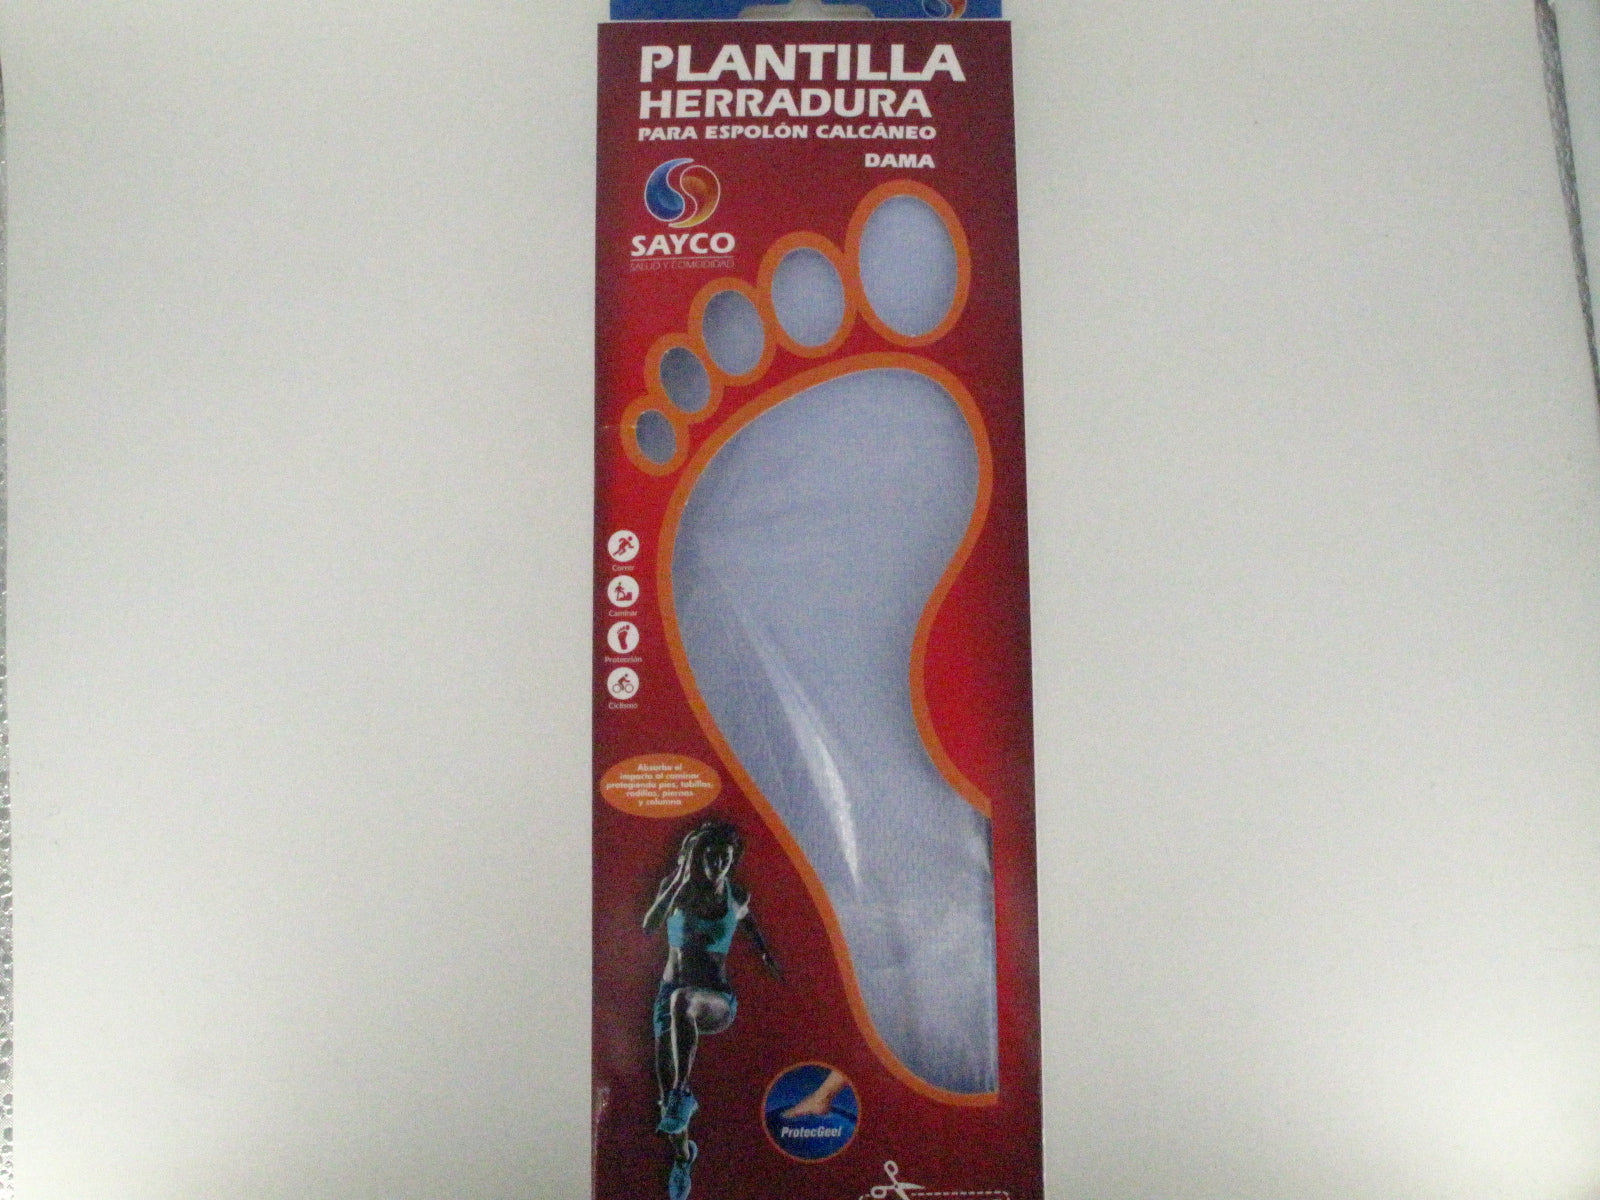 PLANTILLA
HERRADURA
PARA ESPOLÓN CALCÁNEO
DAMA
SAYCO
SALUD Y COMODIDAD
Correr
Caminar
Protección
Ciclismo
Absorbe el
impacto al caminar
protegiendo pies, tobillos,
rodillas, piernas
y columna
ProtecGeel